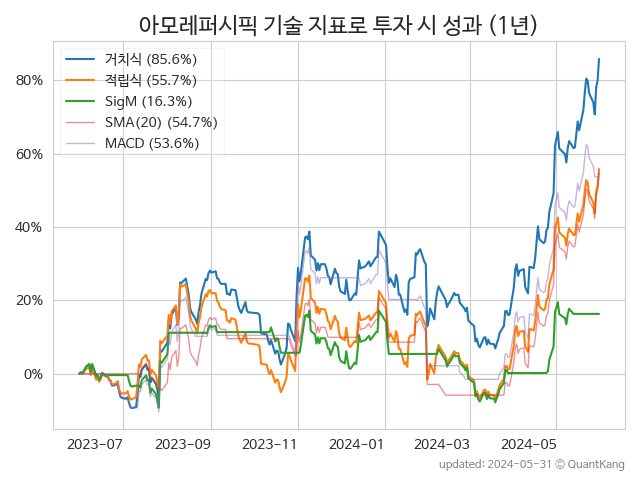 아모레퍼시픽 기술 지표로 투자 시 성과 (1년)
거치식 (85.6%)
적립식 (55.7%)
SigM (16.3%)
SMA(20) (54.7%)
MACD (53.6%)
80%
60%
40%
20%
0%
2023-07 2023-09 2023-11 2024-01 2024-03 2024-05
updated: 2024-05-31 © QuantKang